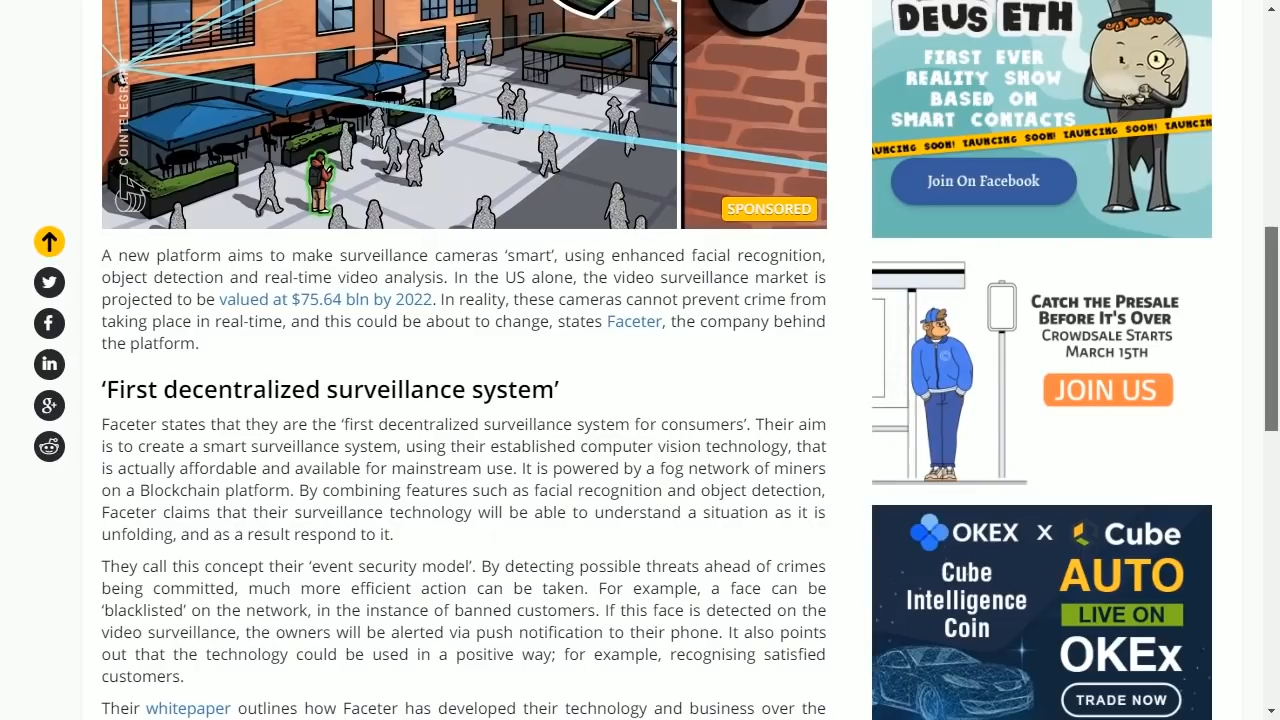 COINTELEGRAPH
SPONSORED
A new platform aims to make surveillance cameras ‘smart’, using enhanced facial recognition,
object detection and real-time video analysis. In the US alone, the video surveillance market is
projected to be valued at $75.64 bln by 2022. In reality, these cameras cannot prevent crime from
taking place in real-time, and this could be about to change, states Faceter, the company behind
the platform.
‘First decentralized surveillance system’
Faceter states that they are the ‘first decentralized surveillance system for consumers’. Their aim
is to create a smart surveillance system, using their established computer vision technology, that
is actually affordable and available for mainstream use. It is powered by a fog network of miners
on a Blockchain platform. By combining features such as facial recognition and object detection,
Faceter claims that their surveillance technology will be able to understand a situation as it is
unfolding, and as a result respond to it.
They call this concept their ‘event security model’. By detecting possible threats ahead of crimes
being committed, much more efficient action can be taken. For example, a face can be
‘blacklisted’ on the network, in the instance of banned customers. If this face is detected on the
video surveillance, the owners will be alerted via push notification to their phone. It also points
out that the technology could be used in a positive way; for example, recognising satisfied
customers.
Their whitepaper outlines how Faceter has developed their technology and business over the
DEUS ETH
FIRST EVER
REALITY SHOW
BASED ON
SMART CONTACTS
LAUNCING SOON! LAUNCING SOON! LAUNCING
Join On Facebook
CATCH THE PRESALE
BEFORE IT'S OVER
CROWDSALE STARTS
MARCH 15TH
JOIN US
OKEX X Cube
Cube
Intelligence
Coin
AUTO
LIVE ON
OKEx
TRADE NOW